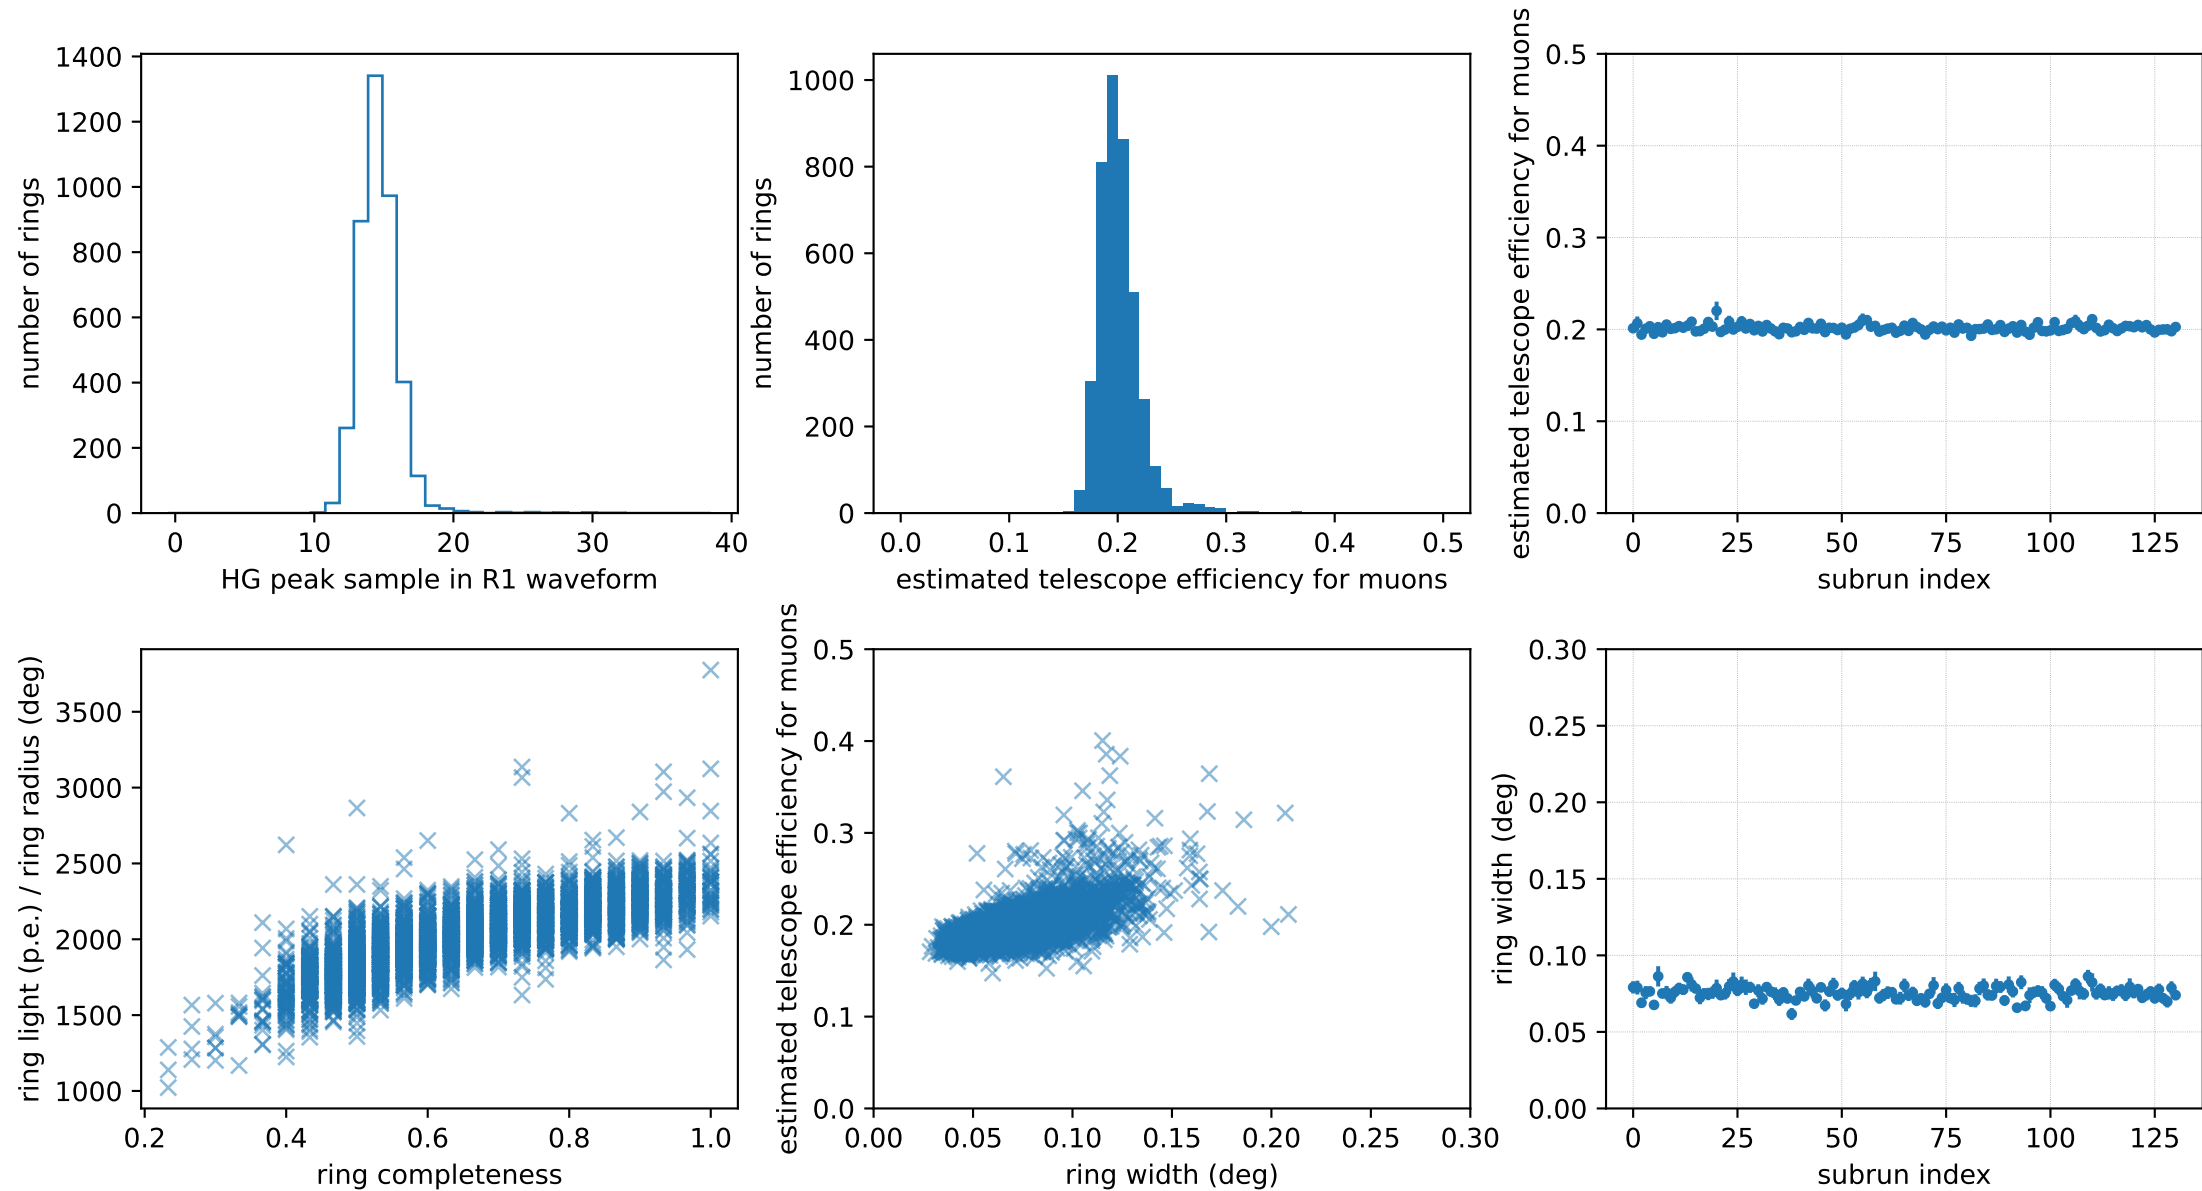 number of rings
1400
1200
1000
800
600
400
200
0
0 10 20 30 40
HG peak sample in R1 waveform
number of rings
1000
800
600
400
200
0
0.0 0.1 0.2 0.3 0.4 0.5
estimated telescope efficiency for muons
estimated telescope efficiency for muons
0.5
0.4
0.3
0.2
0.1
0.0
0 25 50 75 100 125
subrun index
ring light (p.e.) / ring radius (deg)
3500
3000
2500
2000
1500
1000
0.2 0.4 0.6 0.8 1.0
ring completeness
estimated telescope efficiency for muons
0.5
0.4
0.3
0.2
0.1
0.0
0.00 0.05 0.10 0.15 0.20 0.25 0.30
ring width (deg)
ring width (deg)
0.30
0.25
0.20
0.15
0.10
0.05
0.00
0 25 50 75 100 125
subrun index